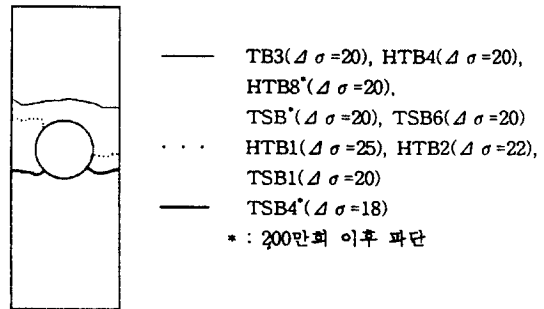 TB3(Δσ=20), HTB4(Δσ=20),
HTB8*(Δσ=20),
TSB*(Δσ=20), TSB6(Δσ=20)
HTB1(Δσ=25), HTB2(Δσ=22),
TSB1(Δσ=20)
TSB4*(Δσ=18)
* : 200만회 이후 파단